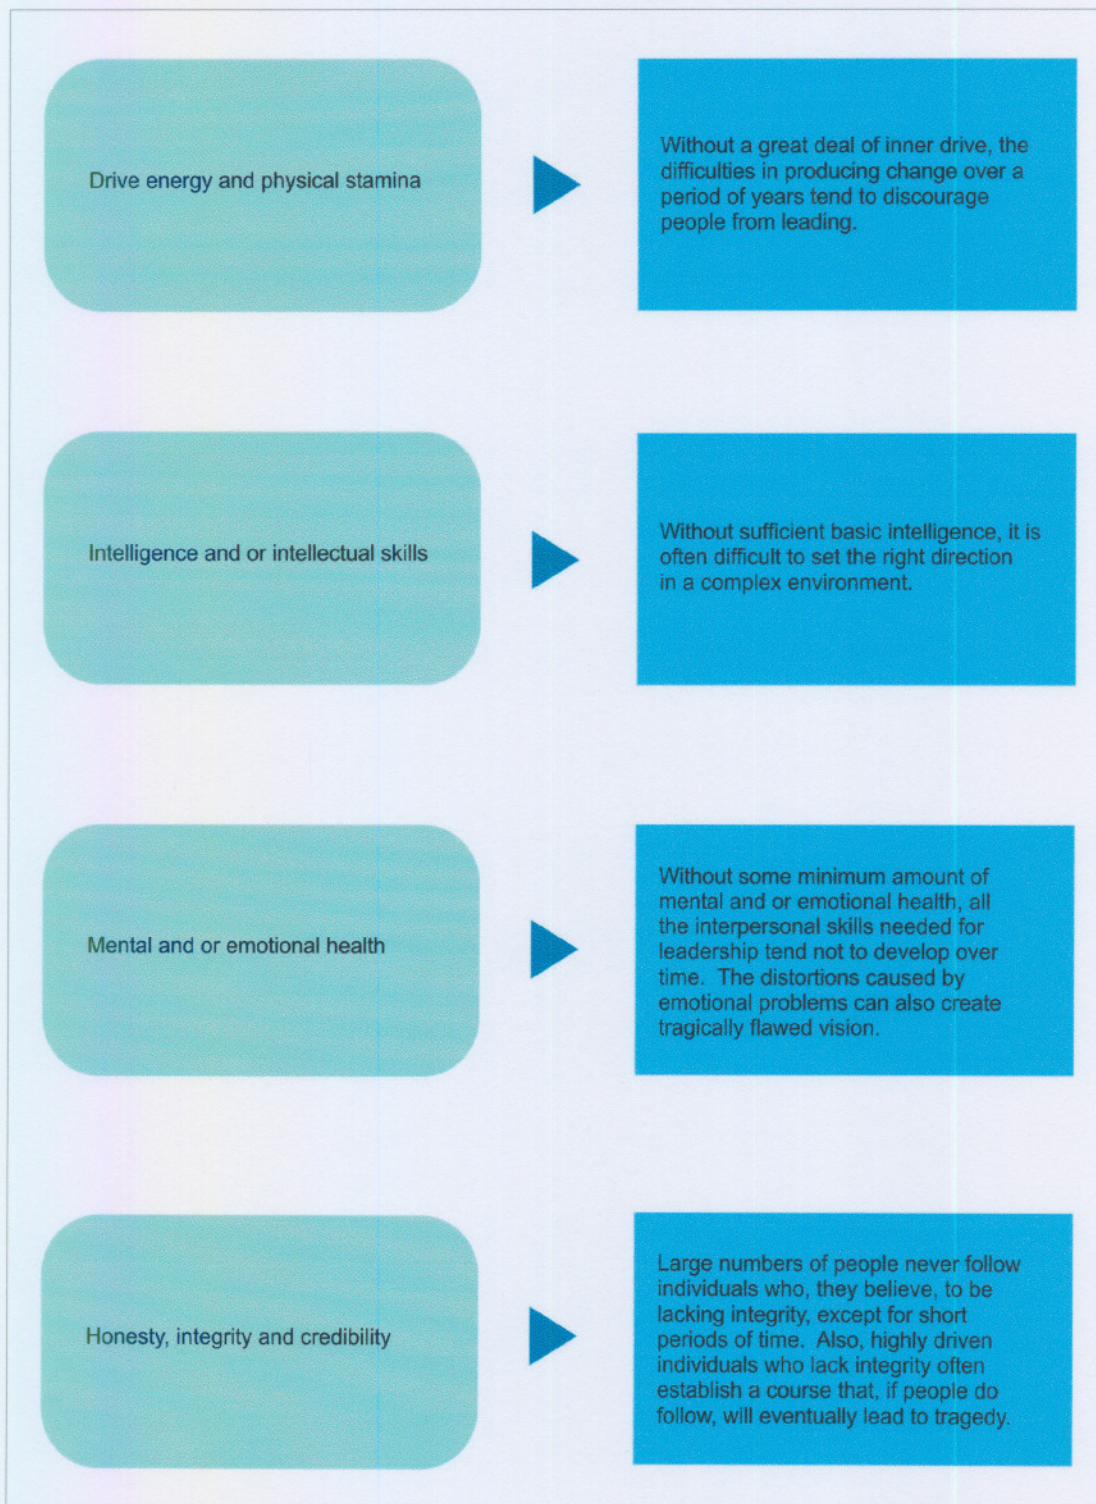 Drive energy and physical stamina
Without a great deal of inner drive, the
difficulties in producing change over a
period of years tend to discourage
people from leading.
Intelligence and or intellectual skills
Without sufficient basic intelligence, it is
often difficult to set the right direction
in a complex environment.
Mental and or emotional health
Without some minimum amount of
mental and or emotional health, all
the interpersonal skills needed for
leadership tend not to develop over
time.  The distortions caused by
emotional problems can also create
tragically flawed vision.
Honesty, integrity and credibility
Large numbers of people never follow
individuals who, they believe, to be
lacking integrity, except for short
periods of time.  Also, highly driven
individuals who lack integrity often
establish a course that, if people do
follow, will eventually lead to tragedy.